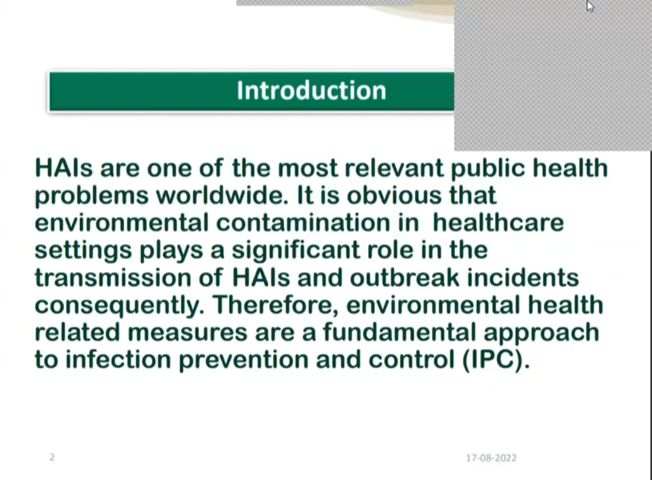 Introduction
HAIs are one of the most relevant public health
problems worldwide. It is obvious that
environmental contamination in healthcare
settings plays a significant role in the
transmission of HAIs and outbreak incidents
consequently. Therefore, environmental health
related measures are a fundamental approach
to infection prevention and control (IPC).
2
17-08-2022